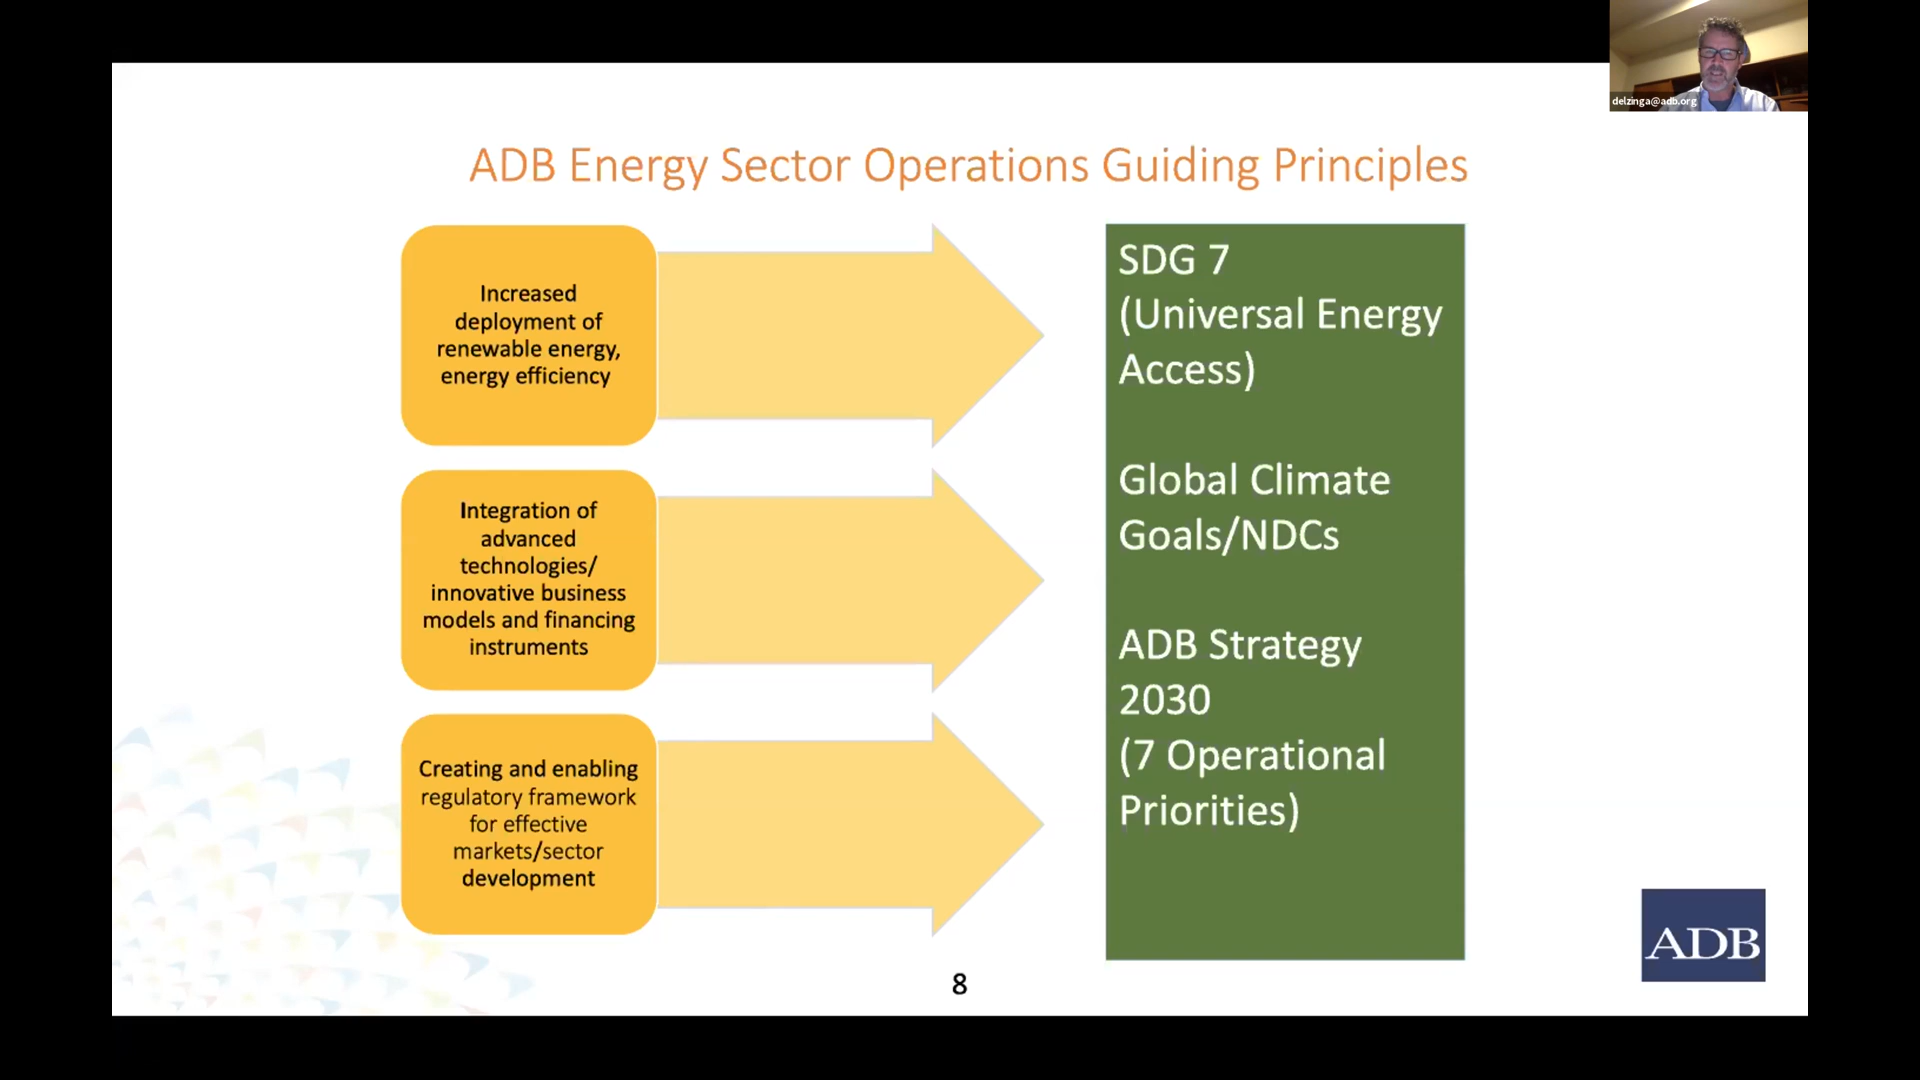 delzinga@adb.org
ADB Energy Sector Operations Guiding Principles
Increased
deployment of
renewable energy,
energy efficiency
Integration of
advanced
technologies/
innovative business
models and financing
instruments
Creating and enabling
regulatory framework
for effective
markets/sector
development
SDG 7
(Universal Energy
Access)
Global Climate
Goals/NDCs
ADB Strategy
2030
(7 Operational
Priorities)
ADB
8